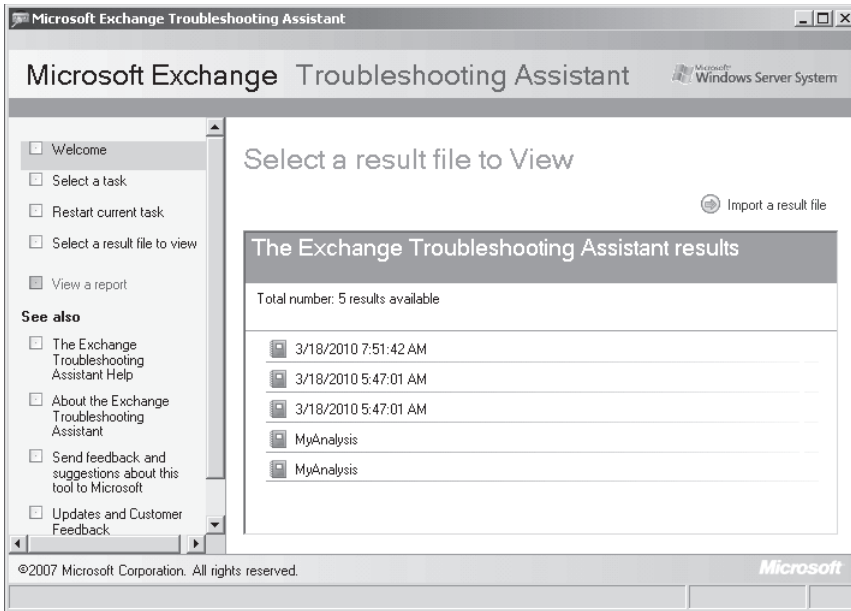 Microsoft Exchange Troubleshooting Assistant
Microsoft Exchange Troubleshooting Assistant
Microsoft
Windows Server System
Welcome
Select a task
Restart current task
Select a result file to view
View a report
See also
The Exchange
Troubleshooting
Assistant Help
About the Exchange
Troubleshooting
Assistant
Send feedback and
suggestions about this
tool to Microsoft
Updates and Customer
Feedback
Select a result file to View
Import a result file
The Exchange Troubleshooting Assistant results
Total number: 5 results available
3/18/2010 7:51:42 AM
3/18/2010 5:47:01 AM
3/18/2010 5:47:01 AM
MyAnalysis
MyAnalysis
©2007 Microsoft Corporation. All rights reserved.
Microsoft